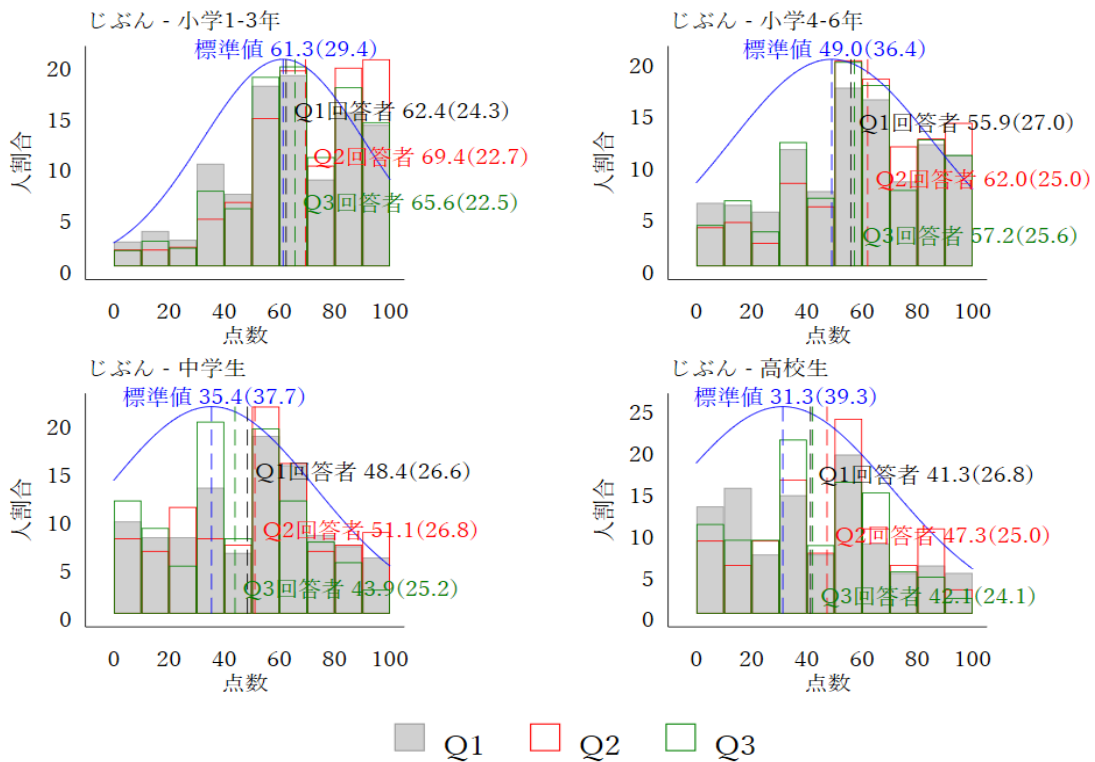 じぶん - 小学1-3年
標準値 61.3(29.4)
Q1回答者 62.4(24.3)
Q2回答者 69.4(22.7)
Q3回答者 65.6(22.5)
人割合
20
15
10
5
0
0 20 40 60 80 100
点数
じぶん - 小学4-6年
標準値 49.0(36.4)
Q1回答者 55.9(27.0)
Q2回答者 62.0(25.0)
Q3回答者 57.2(25.6)
人割合
20
15
10
5
0
0 20 40 60 80 100
点数
じぶん - 中学生
標準値 35.4(37.7)
Q1回答者 48.4(26.6)
Q2回答者 51.1(26.8)
Q3回答者 43.9(25.2)
人割合
20
15
10
5
0
0 20 40 60 80 100
点数
じぶん - 高校生
標準値 31.3(39.3)
Q1回答者 41.3(26.8)
Q2回答者 47.3(25.0)
Q3回答者 42.1(24.1)
人割合
25
20
15
10
5
0
0 20 40 60 80 100
点数
Q1 Q2 Q3